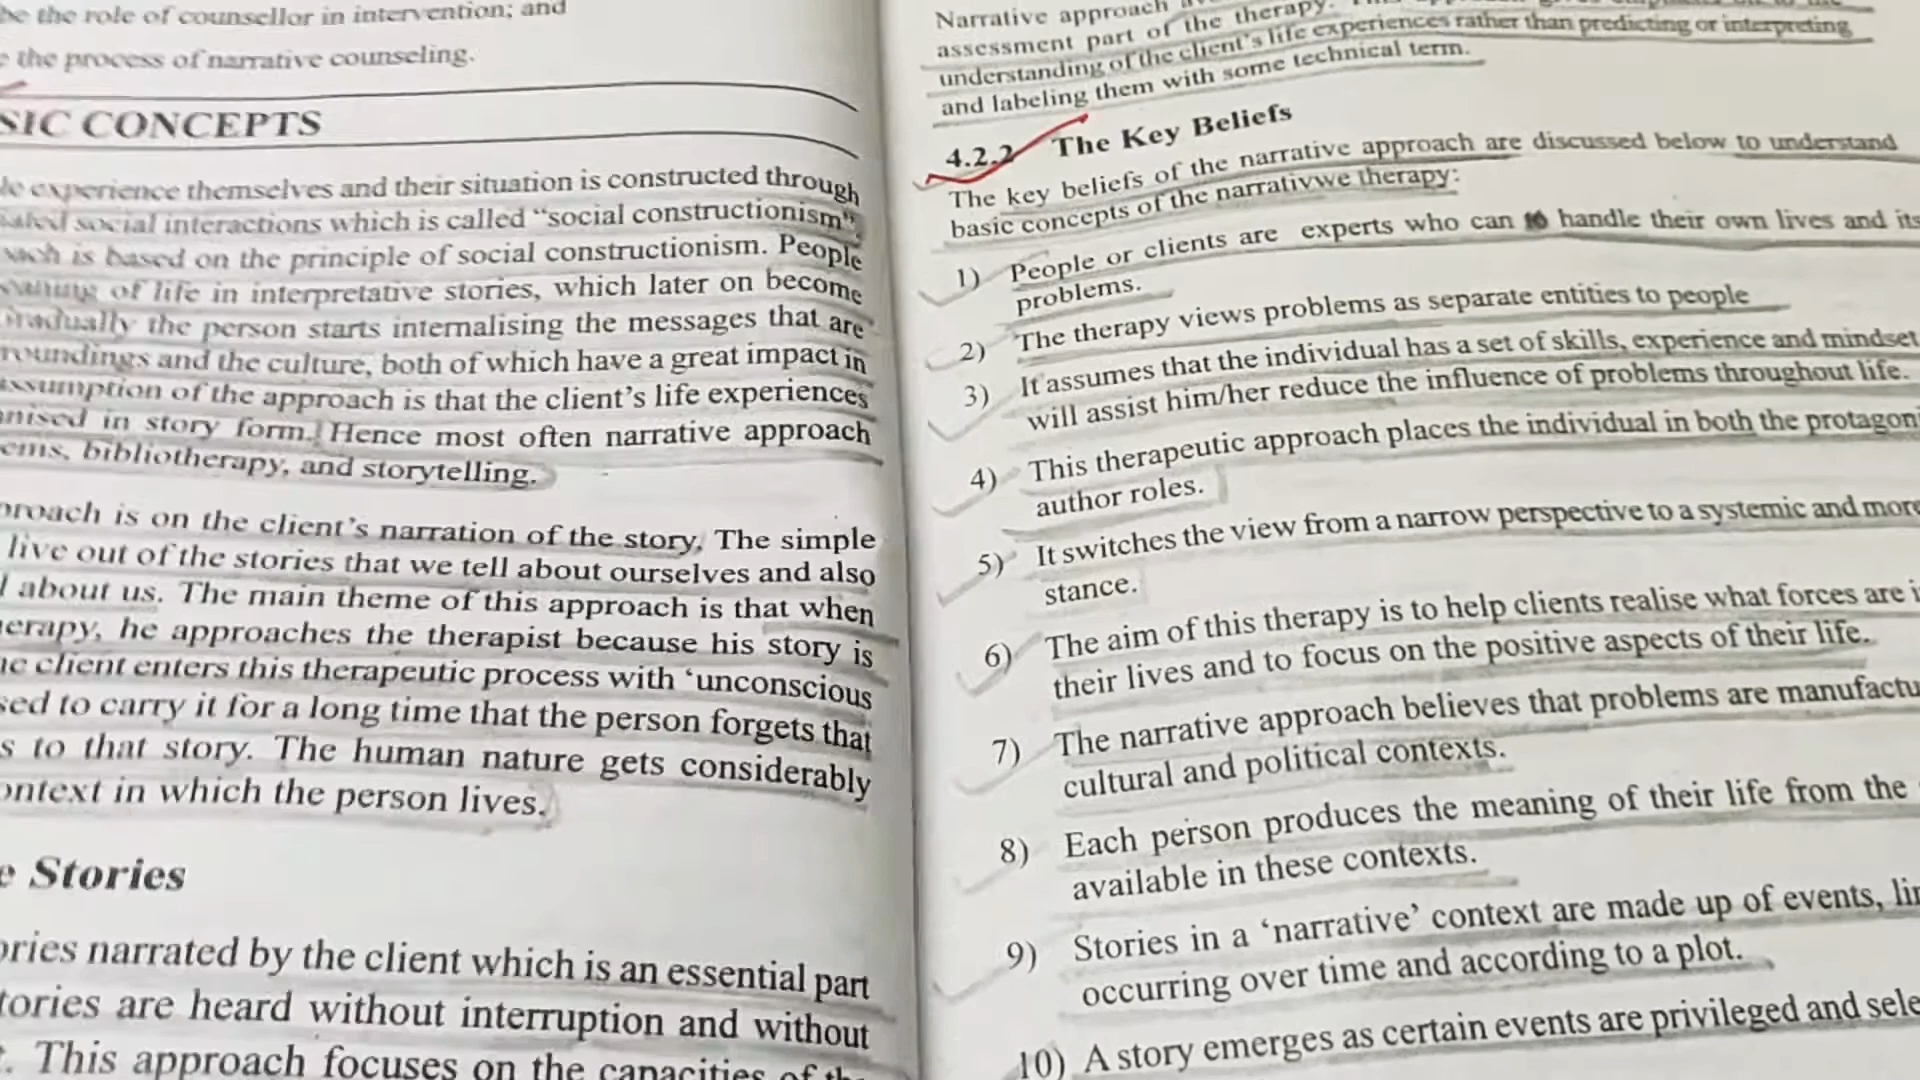 the role of counsellor in intervention; and
the process of narrative counseling.
SIC CONCEPTS
experience themselves and their situation is constructed through
social interactions which is called “social constructionism”.
is based on the principle of social constructionism. People
of life in interpretative stories, which later on become
the person starts internalising the messages that are
and the culture, both of which have a great impact in
of the approach is that the client’s life experiences
in story form. Hence most often narrative approach
bibliotherapy, and storytelling.
is on the client’s narration of the story. The simple
live out of the stories that we tell about ourselves and also
about us. The main theme of this approach is that when
he approaches the therapist because his story is
client enters this therapeutic process with ‘unconscious
to carry it for a long time that the person forgets that
to that story. The human nature gets considerably
in which the person lives.
Stories
narrated by the client which is an essential part
are heard without interruption and without
This approach focuses on the capacities of
Narrative approach
assessment part of the therapy.
understanding of the client’s life experiences rather than predicting or interpreting
and labeling them with some technical term.
4.2.2 The Key Beliefs
The key beliefs of the narrative approach are discussed below to understand
basic concepts of the narrativwe therapy:
1) People or clients are experts who can to handle their own lives and its
problems.
2) The therapy views problems as separate entities to people
3) It assumes that the individual has a set of skills, experience and mindset
will assist him/her reduce the influence of problems throughout life.
4) This therapeutic approach places the individual in both the protagoni
author roles.
5) It switches the view from a narrow perspective to a systemic and more
stance.
6) The aim of this therapy is to help clients realise what forces are i
their lives and to focus on the positive aspects of their life.
7) The narrative approach believes that problems are manufactu
cultural and political contexts.
8) Each person produces the meaning of their life from the
available in these contexts.
9) Stories in a ‘narrative’ context are made up of events, lin
occurring over time and according to a plot.
10) A story emerges as certain events are privileged and sele